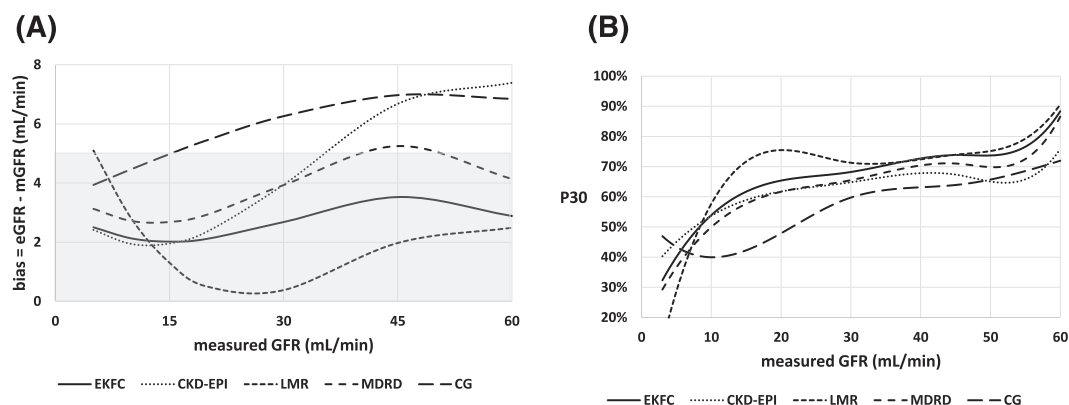 (A)
bias = eGFR - mGFR (mL/min)
8
6
4
2
0
0 15 30 45 60
measured GFR (mL/min)
EKFC CKD-EPI LMR MDRD CG
(B)
P30
100%
90%
80%
70%
60%
50%
40%
30%
20%
0 10 20 30 40 50 60
measured GFR (mL/min)
EKFC CKD-EPI LMR MDRD CG